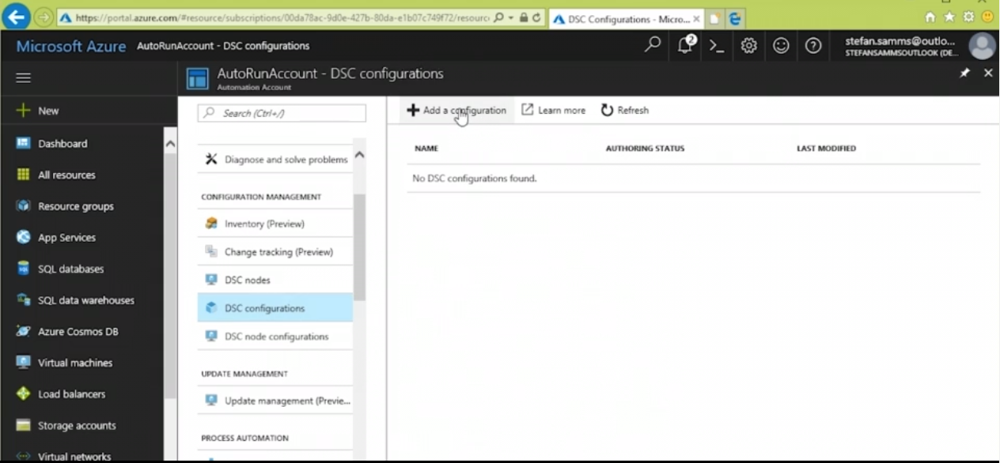 https://portal.azure.com/#resource/subscriptions/00da78ac-9d0e-427b-80da-e1b07c749f72/resourc
DSC Configurations - Micro...
Microsoft Azure AutoRunAccount - DSC configurations
2
stefan.samms@outlo...
STEFANSAMMSOUTLOOK (DE...
AutoRunAccount - DSC configurations
Automation Account
New
Dashboard
All resources
Resource groups
App Services
SQL databases
SQL data warehouses
Azure Cosmos DB
Virtual machines
Load balancers
Storage accounts
Virtual networks
Search (Ctrl+/)
Diagnose and solve problems
CONFIGURATION MANAGEMENT
Inventory (Preview)
Change tracking (Preview)
DSC nodes
DSC configurations
DSC node configurations
UPDATE MANAGEMENT
Update management (Previe...
PROCESS AUTOMATION
Add a configuration Learn more Refresh
NAME AUTHORING STATUS LAST MODIFIED
No DSC configurations found.